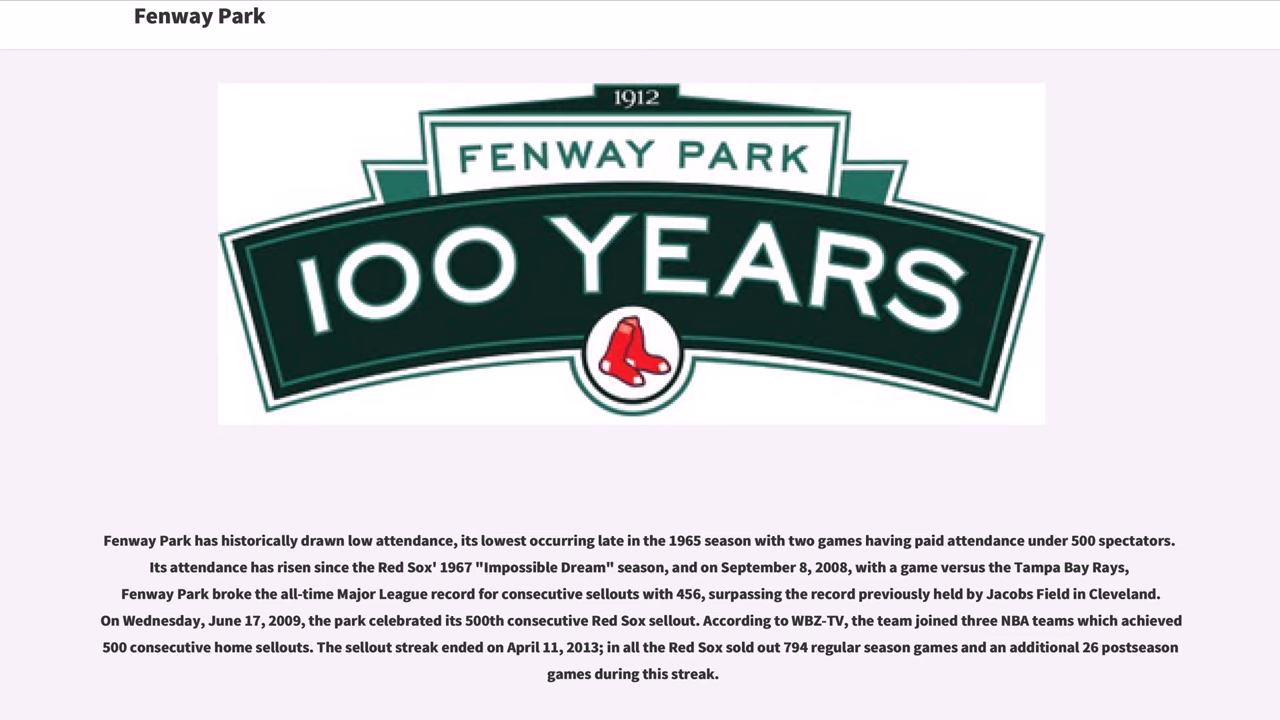 Fenway Park
1912
FENWAY PARK
100 YEARS
Fenway Park has historically drawn low attendance, its lowest occurring late in the 1965 season with two games having paid attendance under 500 spectators.
Its attendance has risen since the Red Sox' 1967 "Impossible Dream" season, and on September 8, 2008, with a game versus the Tampa Bay Rays,
Fenway Park broke the all-time Major League record for consecutive sellouts with 456, surpassing the record previously held by Jacobs Field in Cleveland.
On Wednesday, June 17, 2009, the park celebrated its 500th consecutive Red Sox sellout. According to WBZ-TV, the team joined three NBA teams which achieved
500 consecutive home sellouts. The sellout streak ended on April 11, 2013; in all the Red Sox sold out 794 regular season games and an additional 26 postseason
games during this streak.